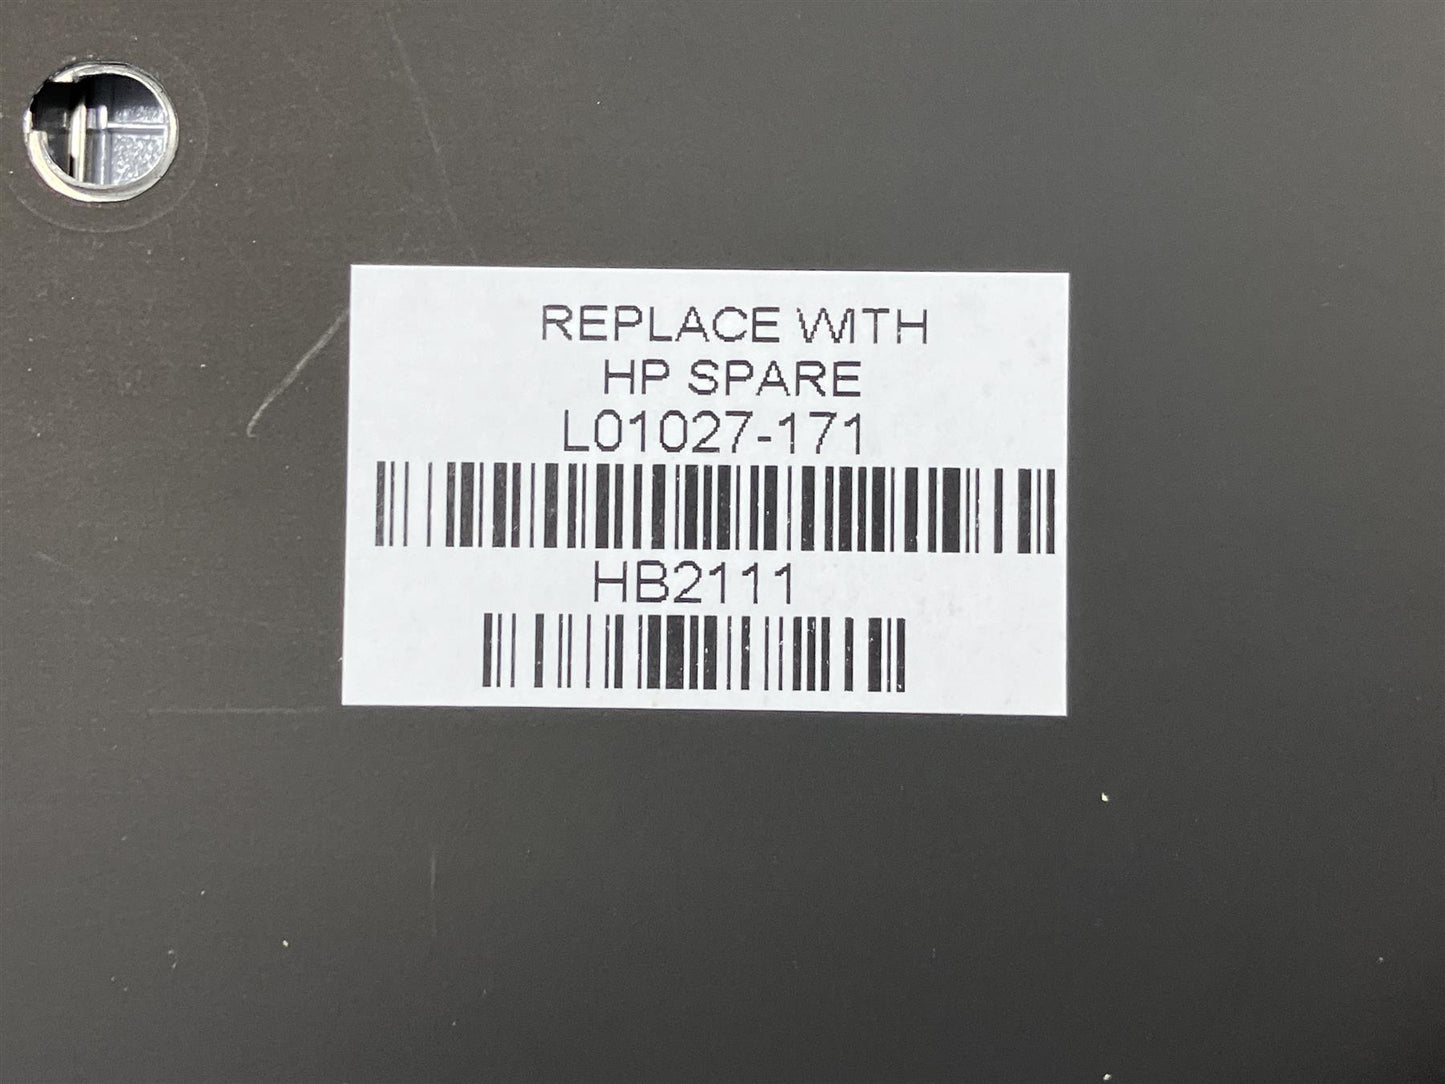 REPLACE WITH
HP SPARE
L01027-171
HB2111